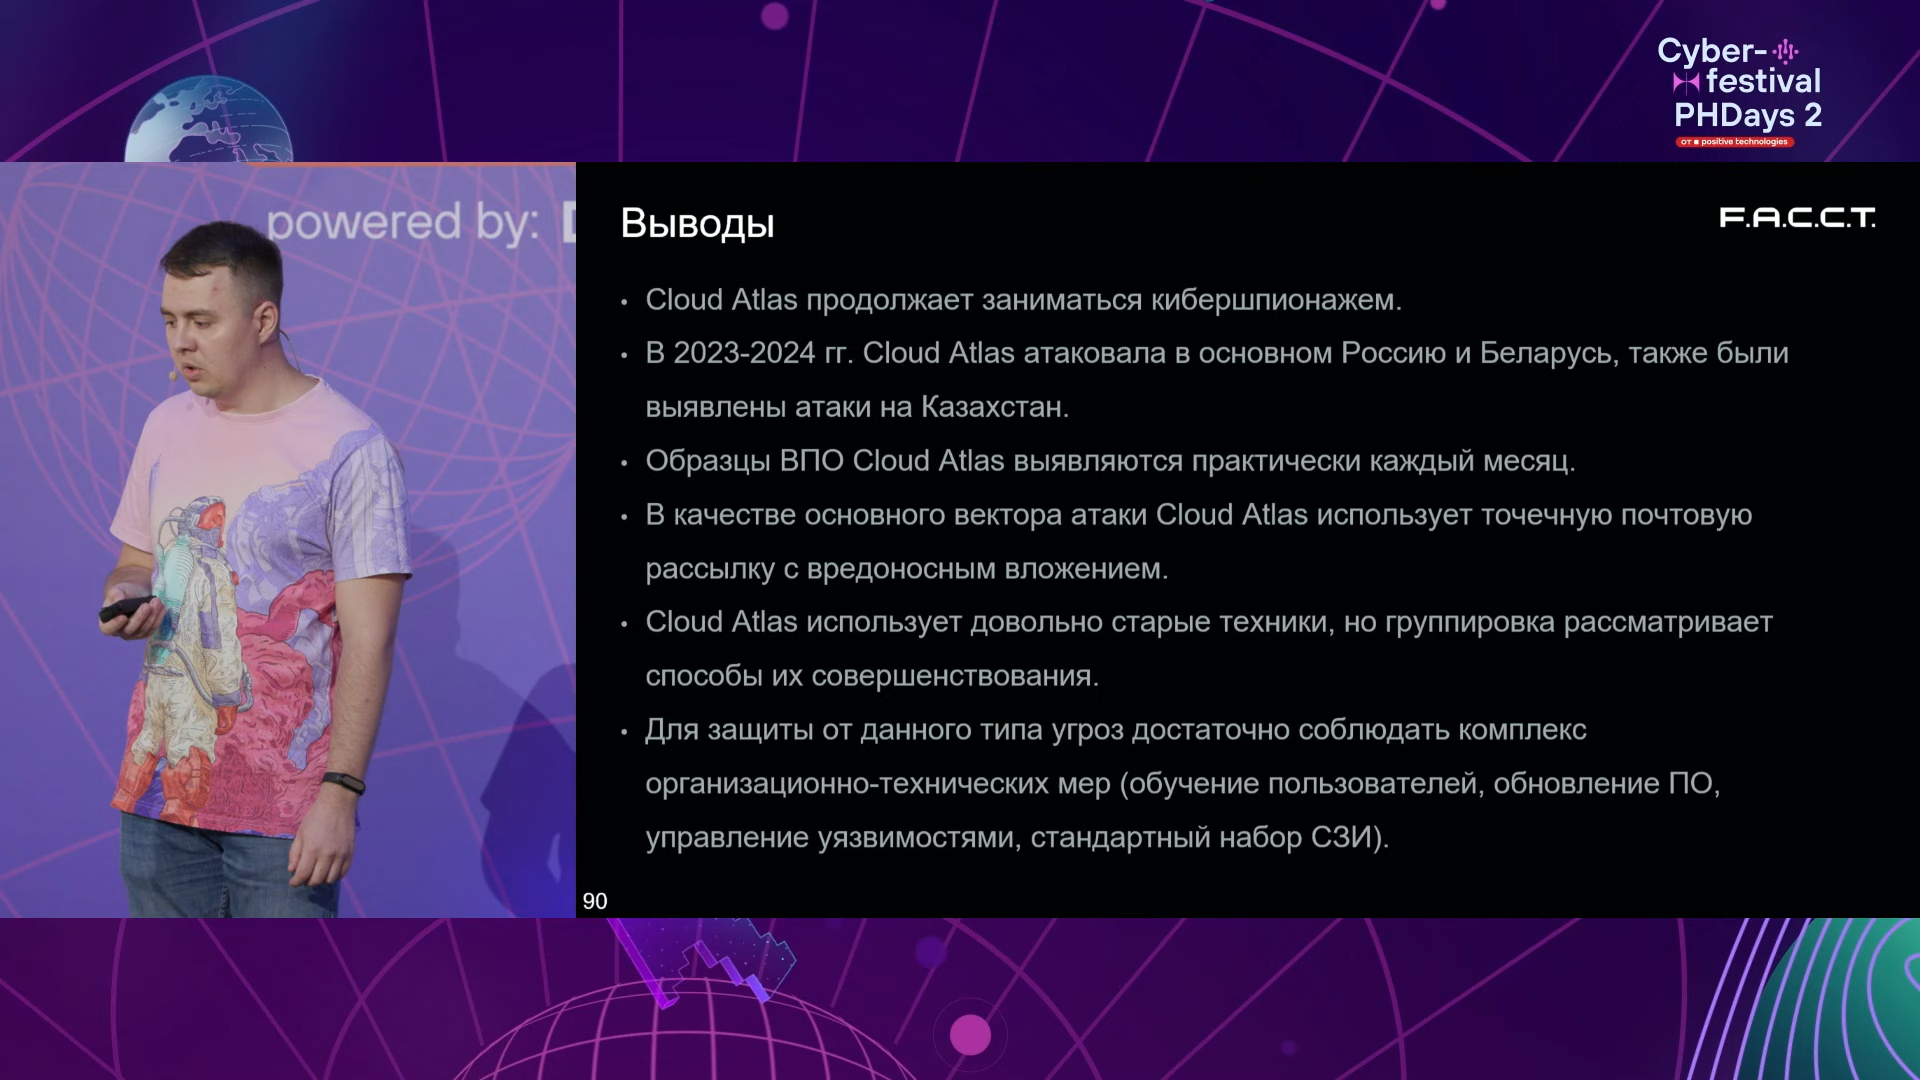 Cyber-
festival
PHDays 2
от positive technologies
powered by:
Выводы
F.A.C.C.T.
• Cloud Atlas продолжает заниматься кибершпионажем.
• В 2023-2024 гг. Cloud Atlas атаковала в основном Россию и Беларусь, также были
выявлены атаки на Казахстан.
• Образцы ВПО Cloud Atlas выявляются практически каждый месяц.
• В качестве основного вектора атаки Cloud Atlas использует точечную почтовую
рассылку с вредоносным вложением.
• Cloud Atlas использует довольно старые техники, но группировка рассматривает
способы их совершенствования.
• Для защиты от данного типа угроз достаточно соблюдать комплекс
организационно-технических мер (обучение пользователей, обновление ПО,
управление уязвимостями, стандартный набор СЗИ).
90